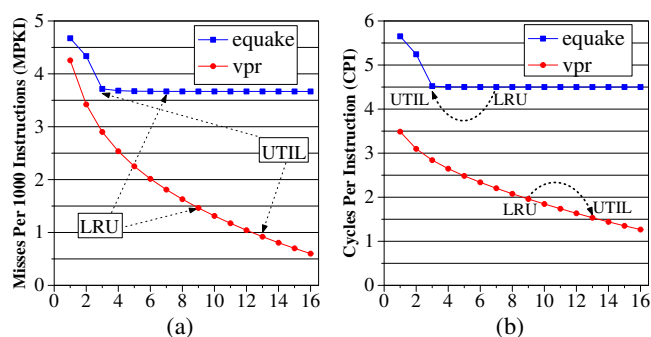 Misses Per 1000 Instructions (MPKI)
5
4
3
2
1
0
equake
vpr
UTIL
LRU
0 2 4 6 8 10 12 14 16
(a)
Cycles Per Instruction (CPI)
6
5
4
3
2
1
0
equake
vpr
UTIL
LRU
LRU
UTIL
0 2 4 6 8 10 12 14 16
(b)